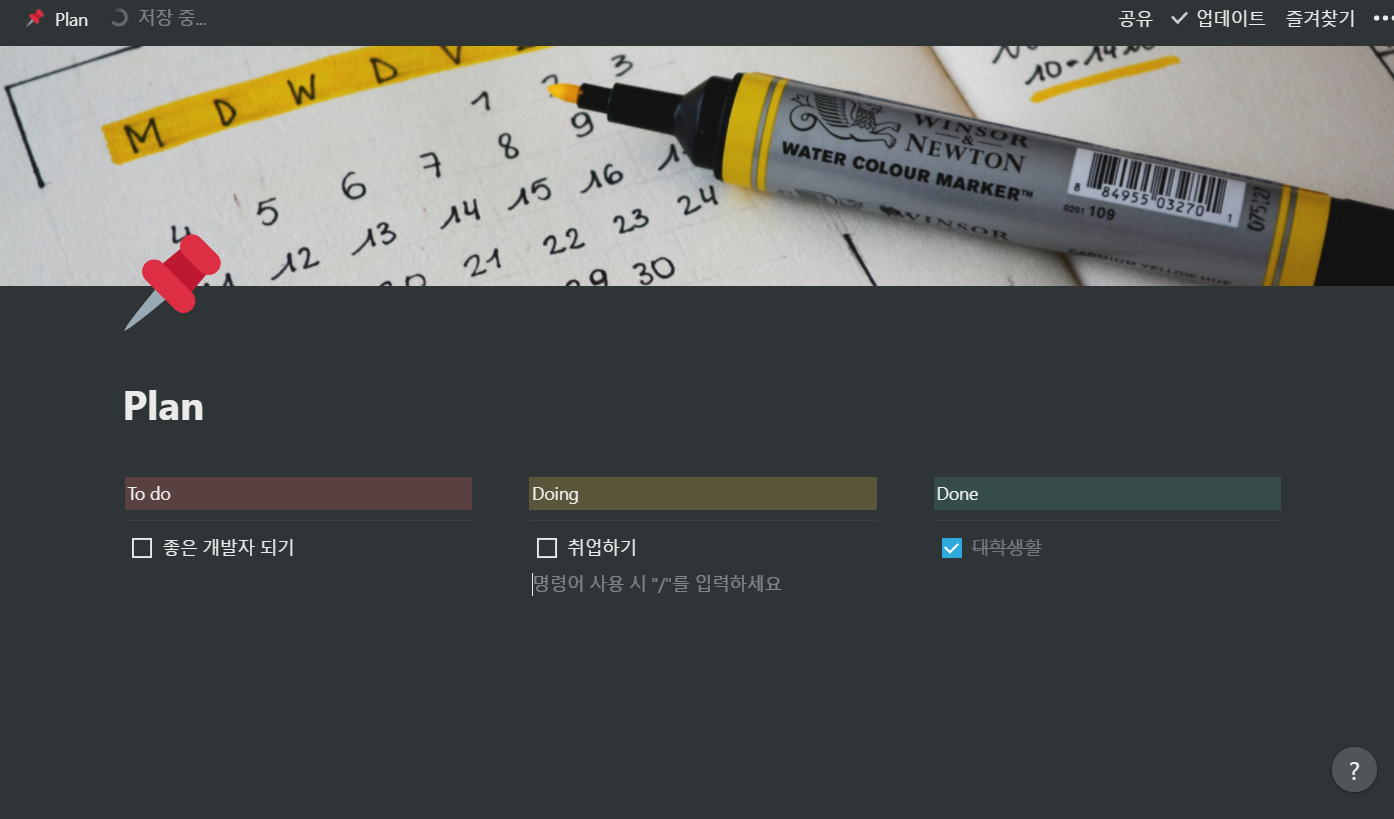 Plan 저장 중... 공유 업데이트 즐겨찾기
M D W D V
1 2 3
4 5 6 7 8 9
12 13 14 15 16
21 22 23 24
30
10-14
WINSOR
&
NEWTON
WATER COLOUR MARKER™
WINSOR
8 84955 03270 1
0201 109
075127
CADMIUM YELLOW HUE
Plan
To do
좋은 개발자 되기
Doing
취업하기
명령어 사용 시 "/"를 입력하세요
Done
대학생활
?